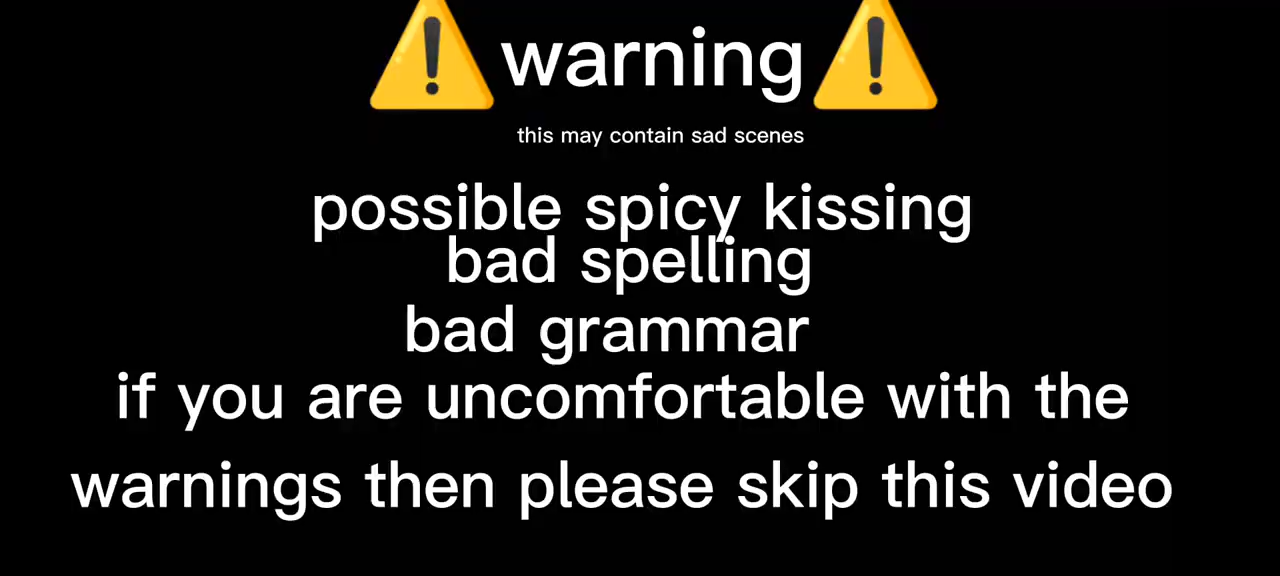 ⚠️warning⚠️
this may contain sad scenes
possible spicy kissing
bad spelling
bad grammar
if you are uncomfortable with the
warnings then please skip this video